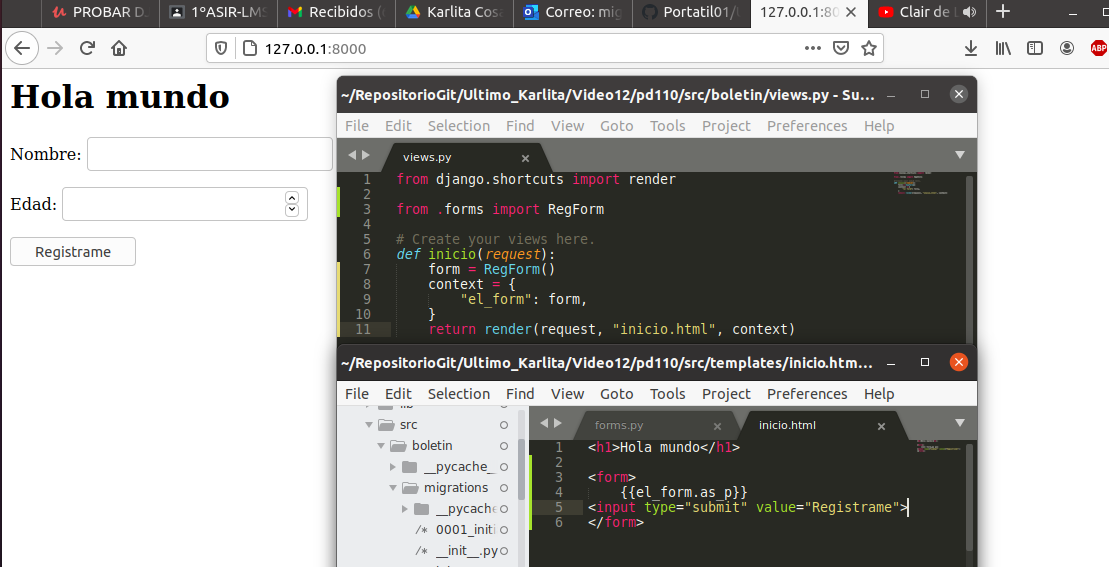 PROBAR D
1ºASIR-LMS
Recibidos (
Karlita Cosa
Correo: mig
Portatil01/
127.0.0.1:80
Clair de L
127.0.0.1:8000
ABP
Hola mundo
Nombre:
Edad:
Registrame
~/RepositorioGit/Ultimo_Karlita/Video12/pd110/src/boletin/views.py - Su...
File Edit Selection Find View Goto Tools Project Preferences Help
views.py
1 from django.shortcuts import render
2
3 from .forms import RegForm
4
5 # Create your views here.
6 def inicio(request):
7 form = RegForm()
8 context = {
9 "el_form": form,
10 }
11 return render(request, "inicio.html", context)
~/RepositorioGit/Ultimo_Karlita/Video12/pd110/src/templates/inicio.htm...
File Edit Selection Find View Goto Tools Project Preferences Help
src
boletin
__pycache_
migrations
__pycache
/* 0001_initi
/* __init__.py
forms.py
inicio.html
1 <h1>Hola mundo</h1>
2
3 <form>
4 {{el_form.as_p}}
5 <input type="submit" value="Registrame">
6 </form>